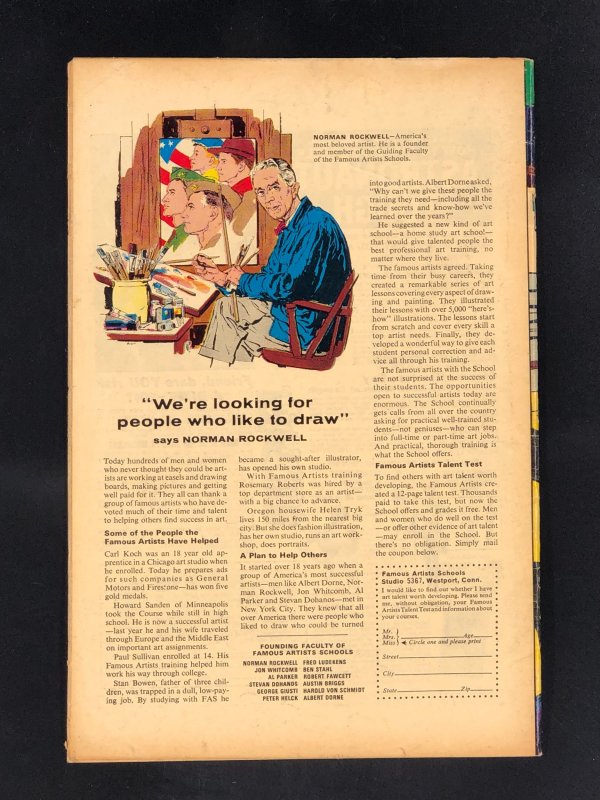 NORMAN ROCKWELL—America's
most beloved artist. He is a founder
and member of the Guiding Faculty
of the Famous Artists Schools.
"We're looking for
people who like to draw"
says NORMAN ROCKWELL
Today hundreds of men and women
who never thought they could be art-
ists are working at easels and drawing
boards, making pictures and getting
well paid for it. They all can thank a
group of famous artists who have de-
voted much of their time and talent
to helping others find success in art.
Some of the People the
Famous Artists Have Helped
Carl Koch was an 18 year old ap-
prentice in a Chicago art studio when
he enrolled. Today he prepares ads
for such companies as General
Motors and Firestone—has won five
gold medals.
Howard Sanden of Minneapolis
took the Course while still in high
school. He is now a successful artist
—last year he and his wife traveled
through Europe and the Middle East
on important art assignments.
Paul Sullivan enrolled at 14. His
Famous Artists training helped him
work his way through college.
Stan Bowen, father of three chil-
dren, was trapped in a dull, low-pay-
ing job. By studying with FAS he
became a sought-after illustrator,
has opened his own studio.
With Famous Artists training
Rosemary Roberts was hired by a
top department store as an artist—
with a big chance to advance.
Oregon housewife Helen Tryk
lives 150 miles from the nearest big
city: But she does fashion illustration,
has her own studio, runs an art work-
shop, does portraits.
A Plan to Help Others
It started over 18 years ago when a
group of America's most successful
artists—men like Albert Dorne, Nor-
man Rockwell, Jon Whitcomb, Al
Parker and Stevan Dohanos—met in
New York City. They knew that all
over America there were people who
liked to draw who could be turned
FOUNDING FACULTY OF
FAMOUS ARTISTS SCHOOLS
NORMAN ROCKWELL FRED LUDEKENS
JON WHITCOMB BEN STAHL
AL PARKER ROBERT FAWCETT
STEVAN DOHANOS AUSTIN BRIGGS
GEORGE GIUSTI HAROLD VON SCHMIDT
PETER HELCK ALBERT DORNE
into good artists. Albert Dorne asked,
"Why can't we give these people the
training they need—including all the
trade secrets and know-how we've
learned over the years?"
He suggested a new kind of art
school—a home study art school—
that would give talented people the
best professional art training, no
matter where they live.
The famous artists agreed. Taking
time from their busy careers, they
created a remarkable series of art
lessons covering every aspect of draw-
ing and painting. They illustrated
their lessons with over 5,000 "here's-
how" illustrations. The lessons start
from scratch and cover every skill a
top artist needs. Finally, they de-
veloped a wonderful way to give each
student personal correction and ad-
vice all through his training.
The famous artists with the School
are not surprised at the success of
their students. The opportunities
open to successful artists today are
enormous. The School continually
gets calls from all over the country
asking for practical well-trained stu-
dents—not geniuses—who can step
into full-time or part-time art jobs.
And practical, thorough training is
what the School offers.
Famous Artists Talent Test
To find others with art talent worth
developing, the Famous Artists cre-
ated a 12-page talent test. Thousands
paid to take this test, but now the
School offers and grades it free. Men
and women who do well on the test
—or offer other evidence of art talent
—may enroll in the School. But
there's no obligation. Simply mail
the coupon below.
Famous Artists Schools
Studio 5367, Westport, Conn.
I would like to find out whether I have
art talent worth developing. Please send
me, without obligation, your Famous
Artists Talent Test and information about
your courses.
Mr.
Mrs. Age
Miss Circle one and please print
Street
City
State Zip